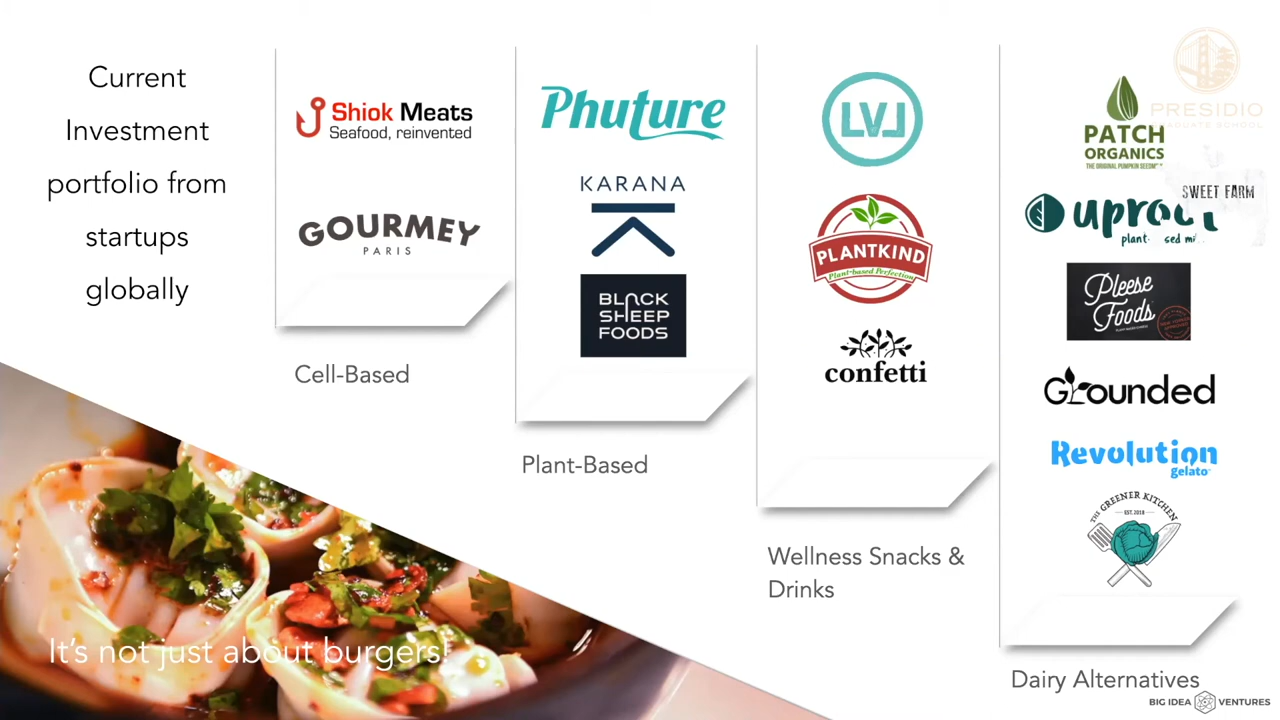 Current
Investment
portfolio from
startups
globally
Shiok Meats
Seafood, reinvented
GOURMEY
PARIS
Cell-Based
Phuture
KARANA
BLACK
SHEEP
FOODS
Plant-Based
LVL
PLANTKIND
Plant-based Perfection
confetti
Wellness Snacks &
Drinks
PRESIDIO
GRADUATE SCHOOL
PATCH
ORGANICS
THE ORIGINAL PUMPKIN
SWEET FARM
uproot
Pleese
Foods
Grounded
Revolution
gelato
THE GREENER KITCHEN
EST. 2018
Dairy Alternatives
It's not just about burgers!
BIG IDEA VENTURES